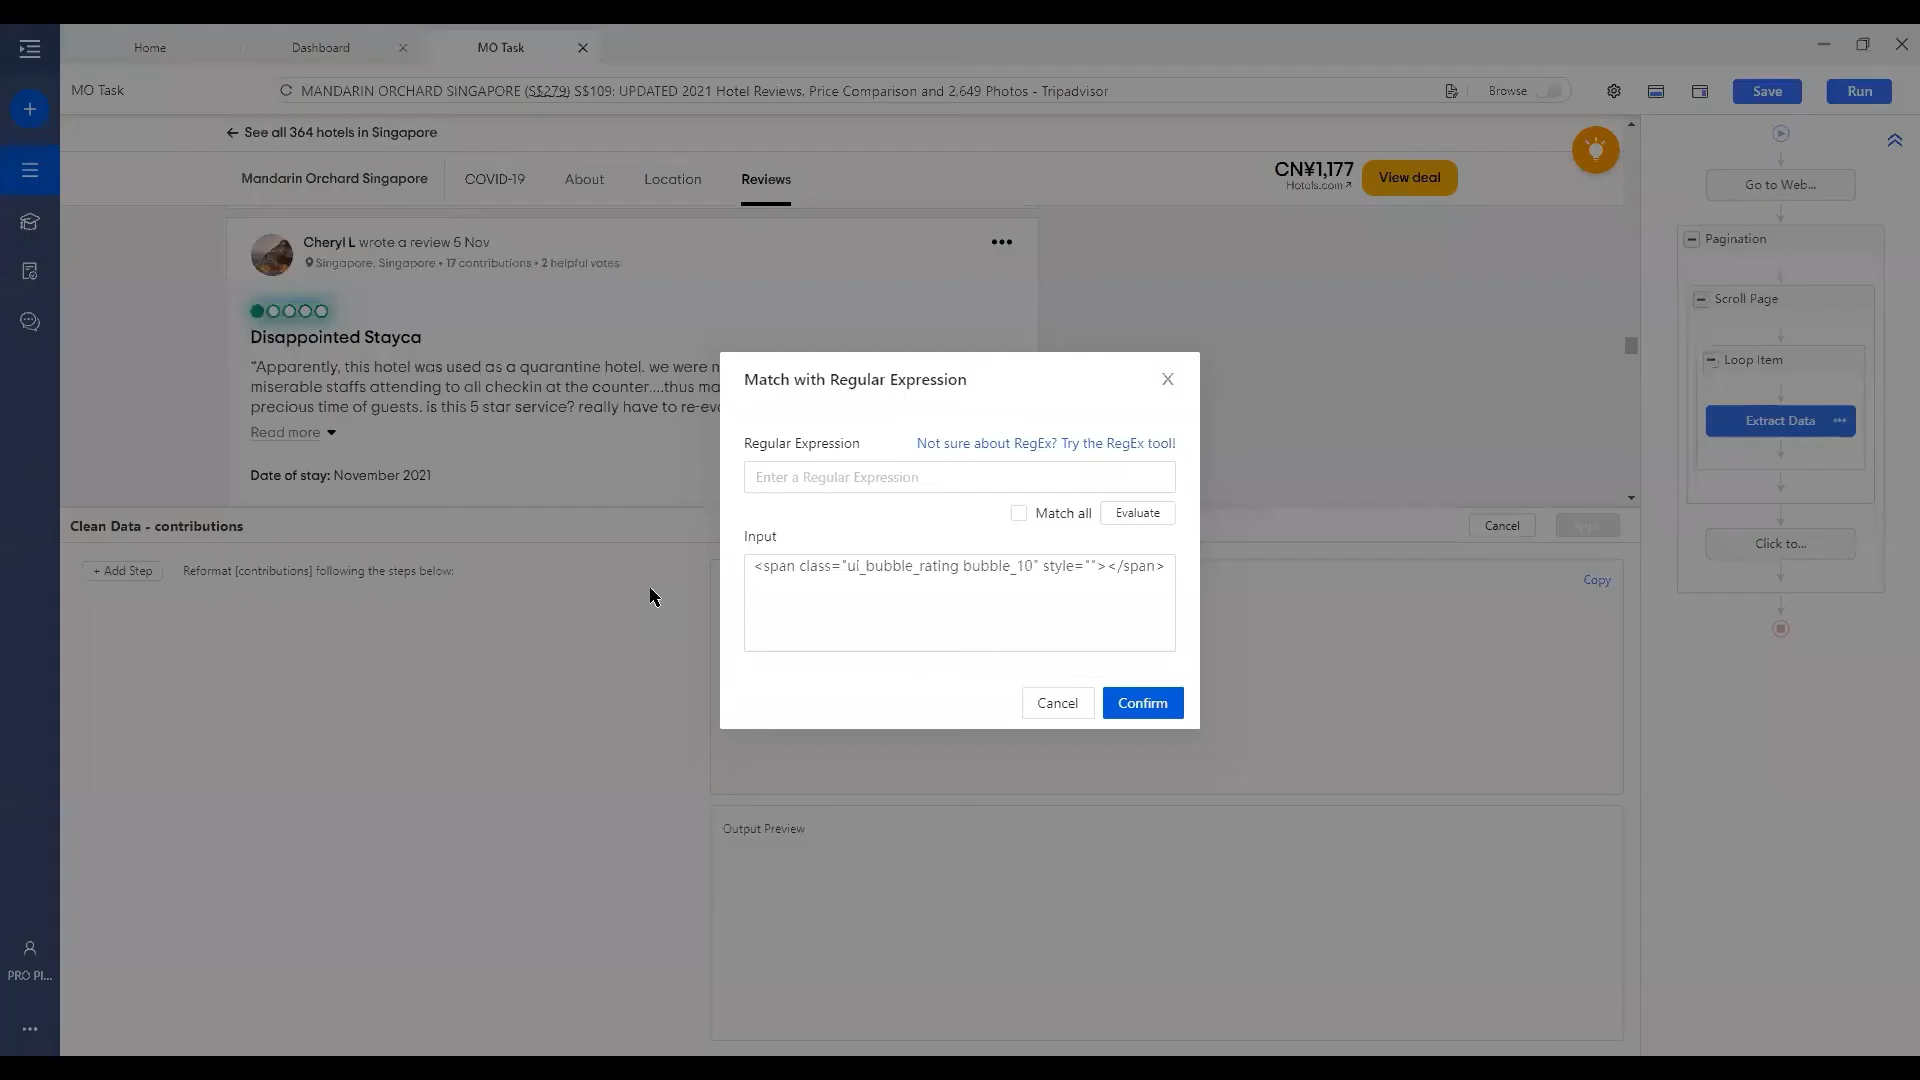 Home
Dashboard
MO Task
MO Task
MANDARIN ORCHARD SINGAPORE (S$279) S$109: UPDATED 2021 Hotel Reviews, Price Comparison and 2,649 Photos - Tripadvisor
Browse
Save
Run
See all 364 hotels in Singapore
Mandarin Orchard Singapore
COVID-19
About
Location
Reviews
CN¥1,177
Hotels.com
View deal
Cheryl L wrote a review 5 Nov
Singapore, Singapore • 17 contributions • 2 helpful votes
Disappointed Stayca
“Apparently, this hotel was used as a quarantine hotel. we were n
miserable staffs attending to all checkin at the counter....thus ma
precious time of guests. is this 5 star service? really have to re-eva
Read more
Date of stay: November 2021
Match with Regular Expression
Regular Expression
Not sure about RegEx? Try the RegEx tool!
Enter a Regular Expression
Match all
Evaluate
Input
<span class="ui_bubble_rating bubble_10" style=""></span>
Cancel
Confirm
Clean Data - contributions
Cancel
+ Add Step
Reformat [contributions] following the steps below:
Copy
Output Preview
Go to Web...
Pagination
Scroll Page
Loop Item
Extract Data
Click to...
PRO Pl...